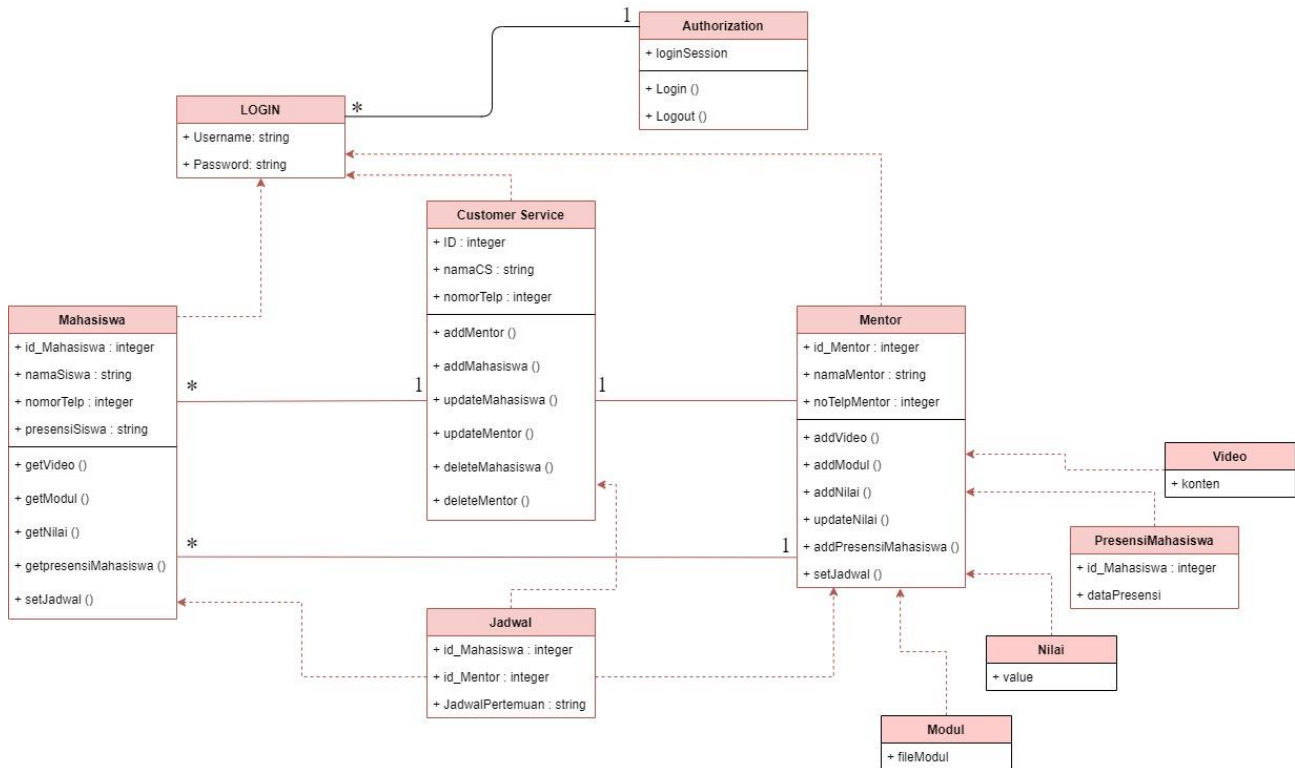 1
Authorization
+ loginSession
+ Login ()
+ Logout ()
LOGIN
*
+ Username: string
+ Password: string
Customer Service
+ ID : integer
+ namaCS : string
+ nomorTelp : integer
+ addMentor ()
+ addMahasiswa ()
+ updateMahasiswa ()
+ updateMentor ()
+ deleteMahasiswa ()
+ deleteMentor ()
Mahasiswa
+ id_Mahasiswa : integer
+ namaSiswa : string
+ nomorTelp : integer
+ presensiSiswa : string
+ getVideo ()
+ getModul ()
+ getNilai ()
+ getpresensiMahasiswa ()
+ setJadwal ()
*
1
1
*
1
Mentor
+ id_Mentor : integer
+ namaMentor : string
+ noTelpMentor : integer
+ addVideo ()
+ addModul ()
+ addNilai ()
+ updateNilai ()
+ addPresensiMahasiswa ()
+ setJadwal ()
Video
+ konten
PresensiMahasiswa
+ id_Mahasiswa : integer
+ dataPresensi
Jadwal
+ id_Mahasiswa : integer
+ id_Mentor : integer
+ JadwalPertemuan : string
Nilai
+ value
Modul
+ fileModul